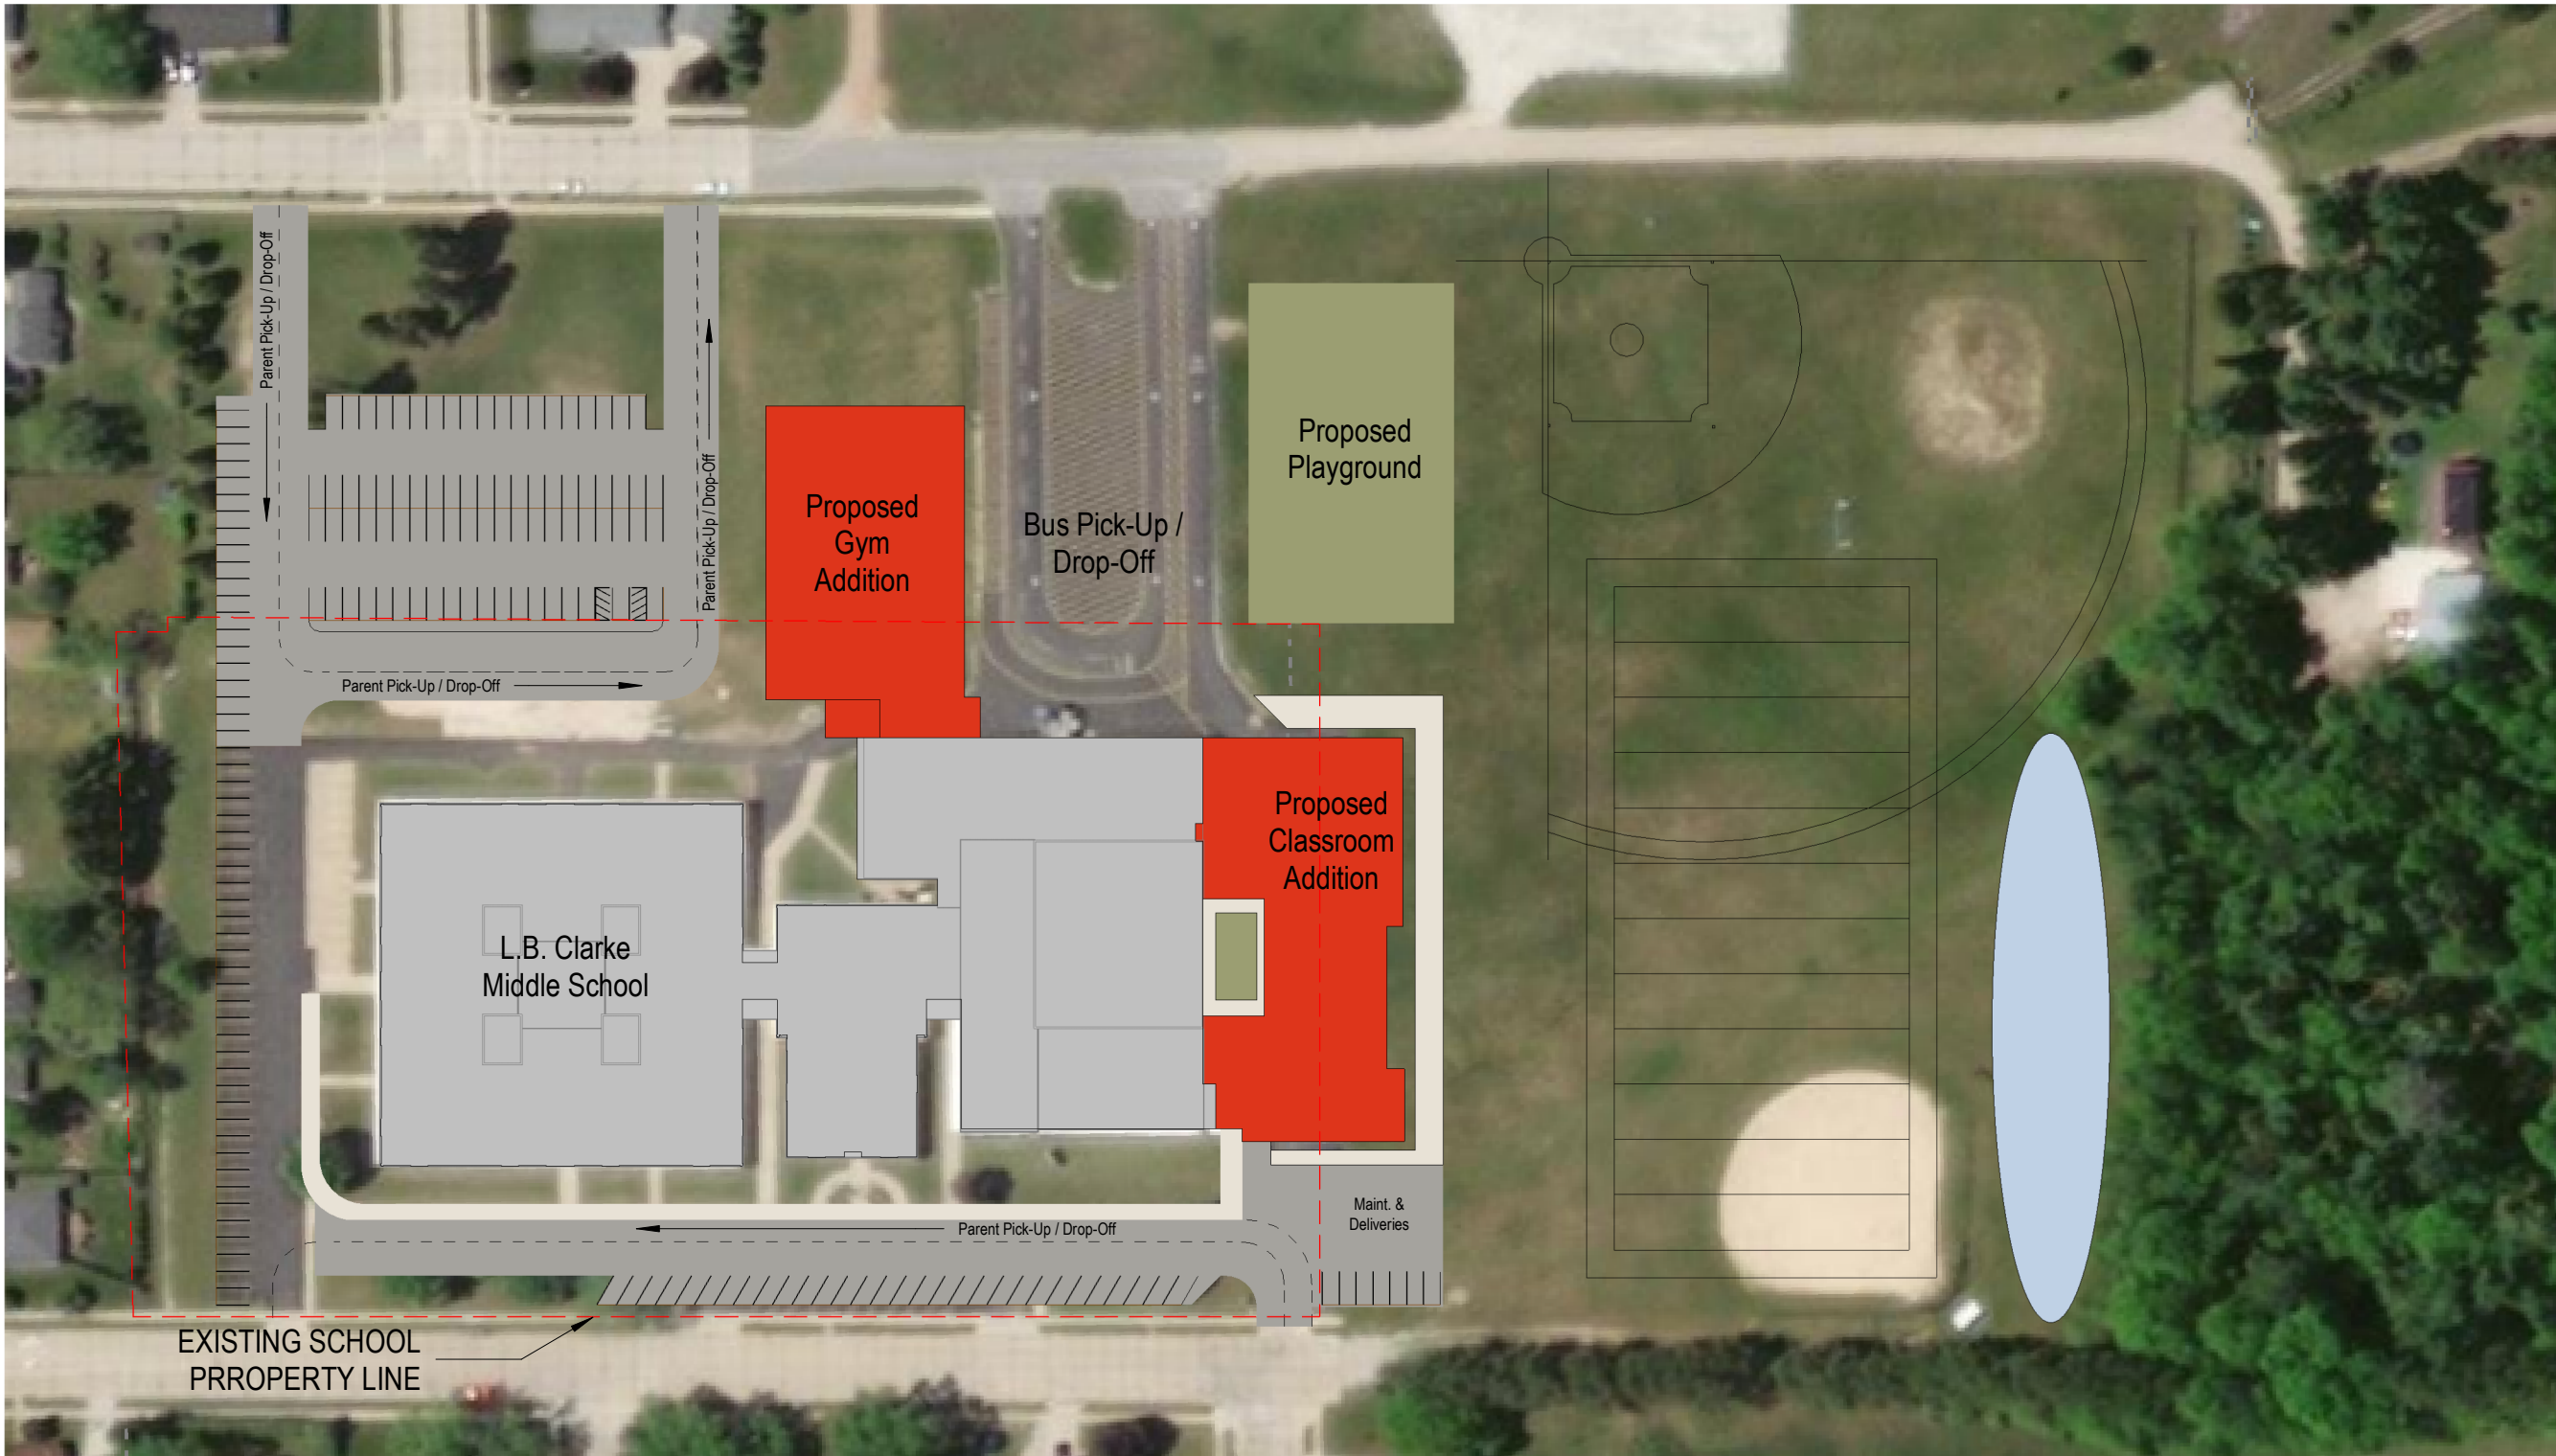 Parent Pick-Up / Drop-Off
Parent Pick-Up / Drop-Off
Proposed
Gym
Addition
Bus Pick-Up /
Drop-Off
Proposed
Playground
Parent Pick-Up / Drop-Off
Proposed
Classroom
Addition
L.B. Clarke
Middle School
Maint. &
Deliveries
Parent Pick-Up / Drop-Off
EXISTING SCHOOL
PRROPERTY LINE